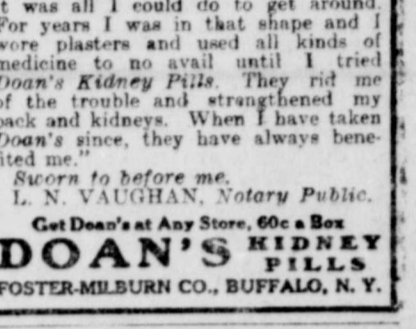 t was all I could do to get around.
For years I was in that shape and I
wore plasters and used all kinds of
medicine to no avail until I tried
Doan's Kidney Pills. They rid me
of the trouble and strengthened my
back and kidneys. When I have taken
Doan's since, they have always bene-
fited me."
Sworn to before me,
L. N. VAUGHAN, Notary Public.
Get Doan's at Any Store, 60c a Box
DOAN'S KIDNEY PILLS
FOSTER-MILBURN CO., BUFFALO, N. Y.